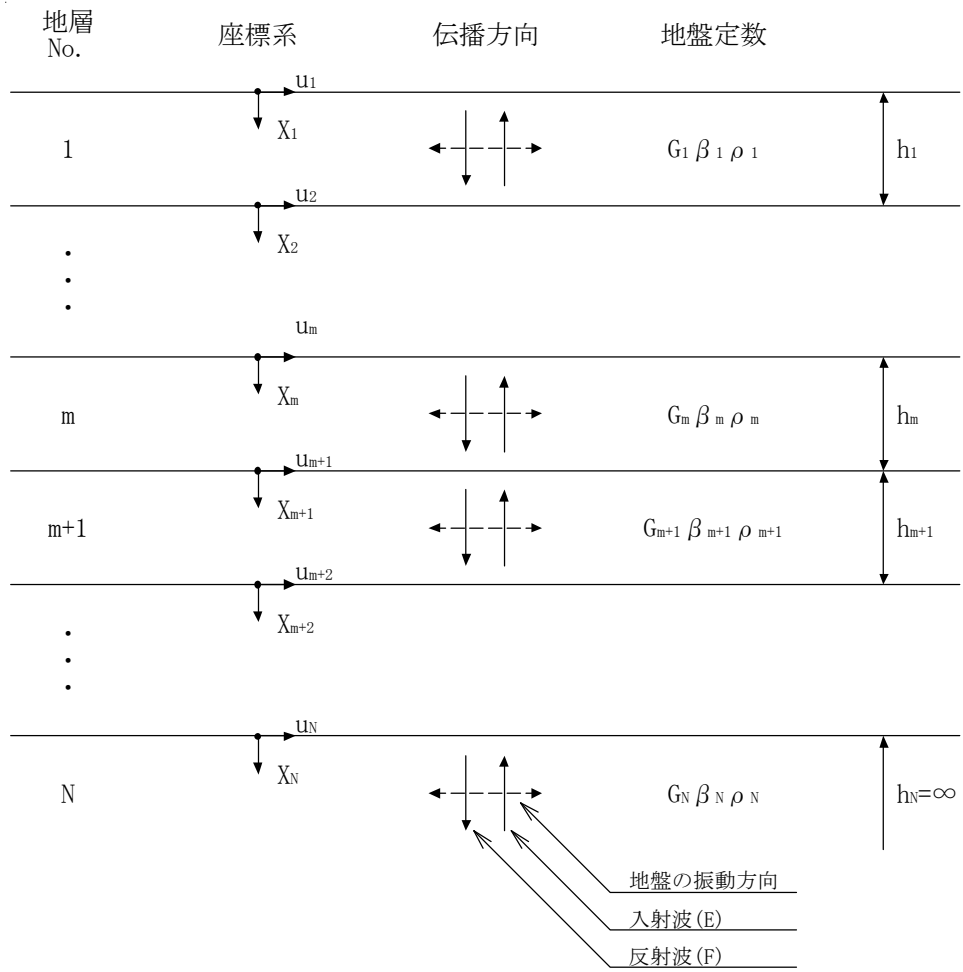 地層
No.
座標系
伝播方向
地盤定数
u1
X1
1
G1 β1 ρ1
h1
u2
X2
um
Xm
m
Gm βm ρm
hm
um+1
Xm+1
m+1
Gm+1 βm+1 ρm+1
hm+1
um+2
Xm+2
uN
XN
N
GN βN ρN
hN=∞
地盤の振動方向
入射波(E)
反射波(F)